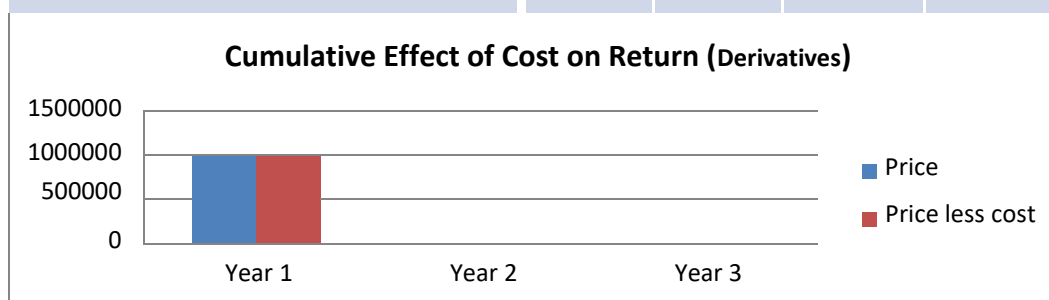 Cumulative Effect of Cost on Return (Derivatives)
1500000
1000000
500000
0
Year 1
Year 2
Year 3
Price
Price less cost